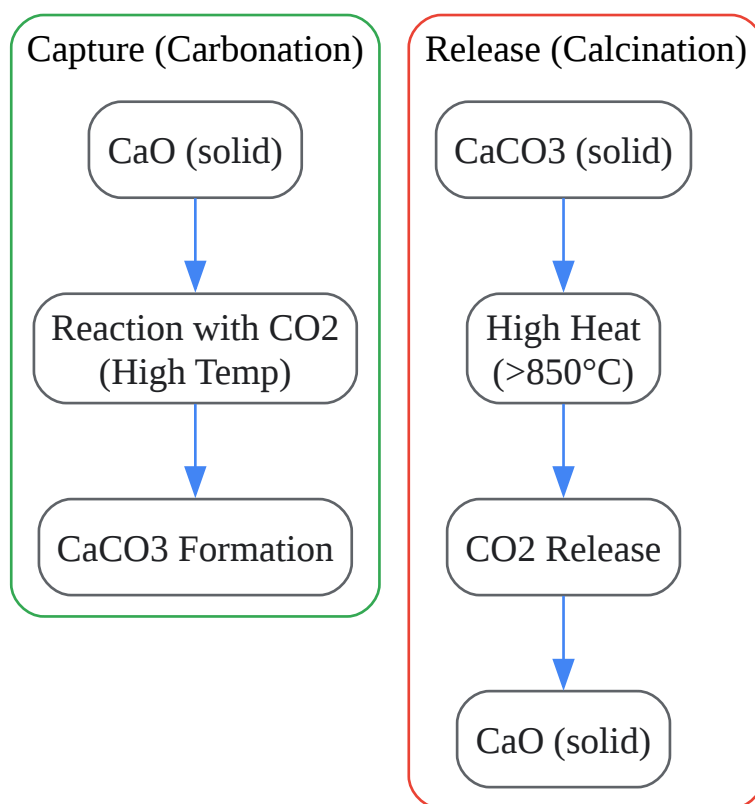 Capture (Carbonation)
CaO (solid)
Reaction with CO2
(High Temp)
CaCO3 Formation
Release (Calcination)
CaCO3 (solid)
High Heat
(>850°C)
CO2 Release
CaO (solid)